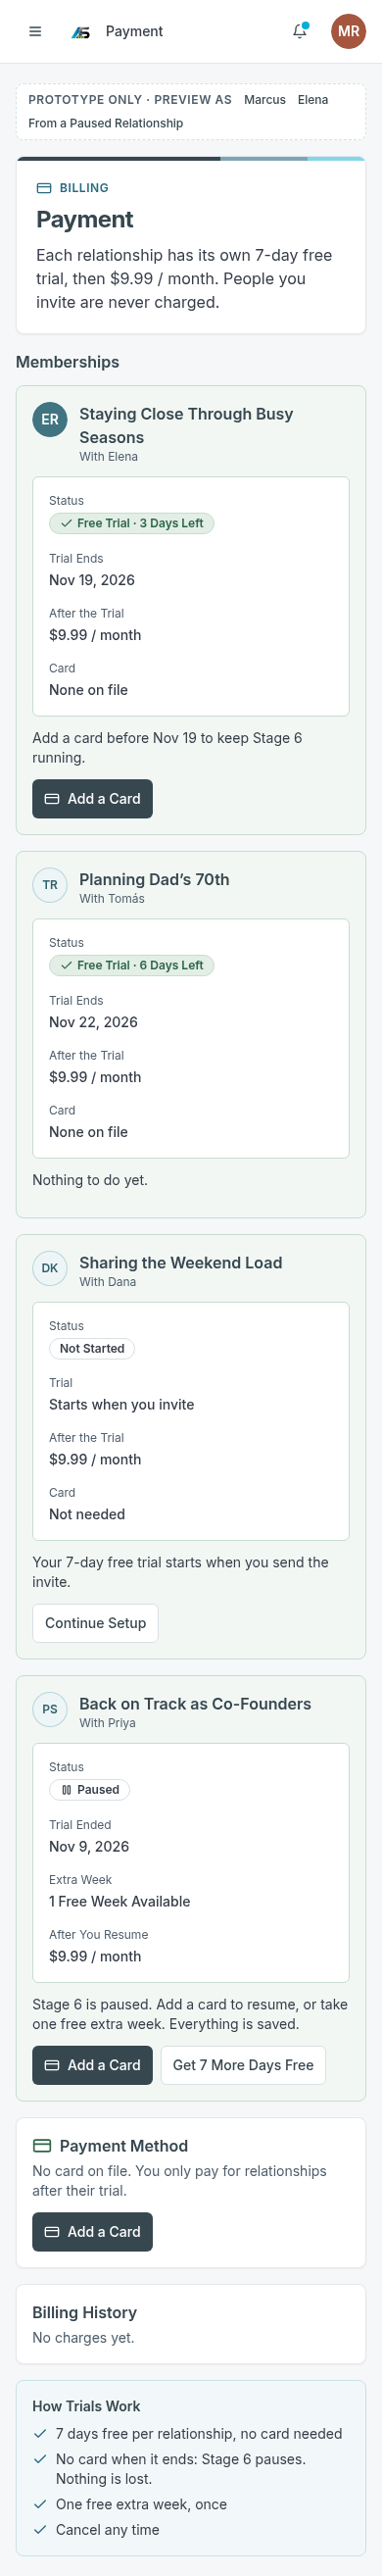 Payment
MR
PROTOTYPE ONLY · PREVIEW AS Marcus Elena
From a Paused Relationship
BILLING
Payment
Each relationship has its own 7-day free
trial, then $9.99 / month. People you
invite are never charged.
Memberships
ER
Staying Close Through Busy
Seasons
With Elena
Status
Free Trial · 3 Days Left
Trial Ends
Nov 19, 2026
After the Trial
$9.99 / month
Card
None on file
Add a card before Nov 19 to keep Stage 6
running.
Add a Card
TR
Planning Dad’s 70th
With Tomás
Status
Free Trial · 6 Days Left
Trial Ends
Nov 22, 2026
After the Trial
$9.99 / month
Card
None on file
Nothing to do yet.
DK
Sharing the Weekend Load
With Dana
Status
Not Started
Trial
Starts when you invite
After the Trial
$9.99 / month
Card
Not needed
Your 7-day free trial starts when you send the
invite.
Continue Setup
PS
Back on Track as Co-Founders
With Priya
Status
Paused
Trial Ended
Nov 9, 2026
Extra Week
1 Free Week Available
After You Resume
$9.99 / month
Stage 6 is paused. Add a card to resume, or take
one free extra week. Everything is saved.
Add a Card
Get 7 More Days Free
Payment Method
No card on file. You only pay for relationships
after their trial.
Add a Card
Billing History
No charges yet.
How Trials Work
7 days free per relationship, no card needed
No card when it ends: Stage 6 pauses.
Nothing is lost.
One free extra week, once
Cancel any time